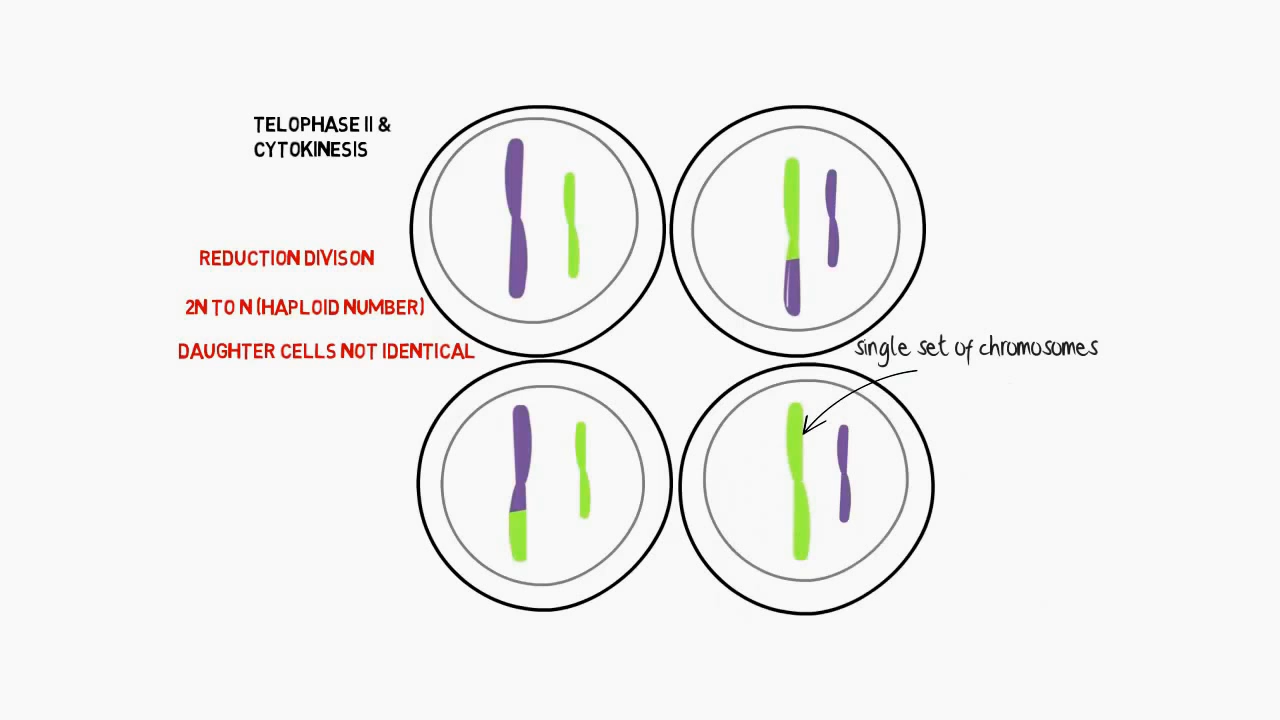 TELOPHASE II &
CYTOKINESIS
REDUCTION DIVISON
2N TO N (HAPLOID NUMBER)
DAUGHTER CELLS NOT IDENTICAL
single set of chromosomes